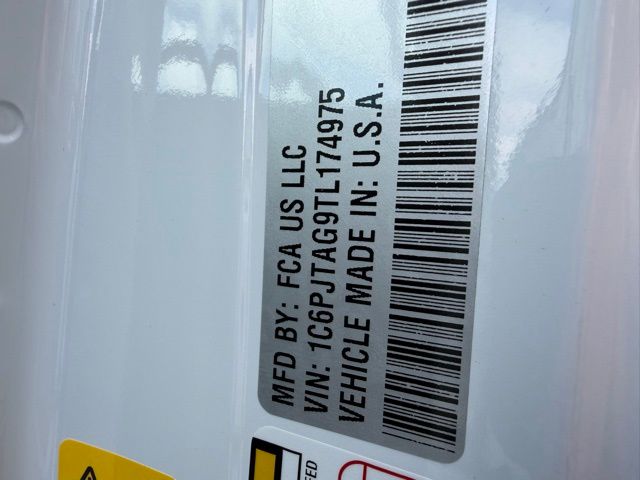 MFD BY: FCA US LLC
VIN: 1C6PJTAG9TL174975
VEHICLE MADE IN: U.S.A.